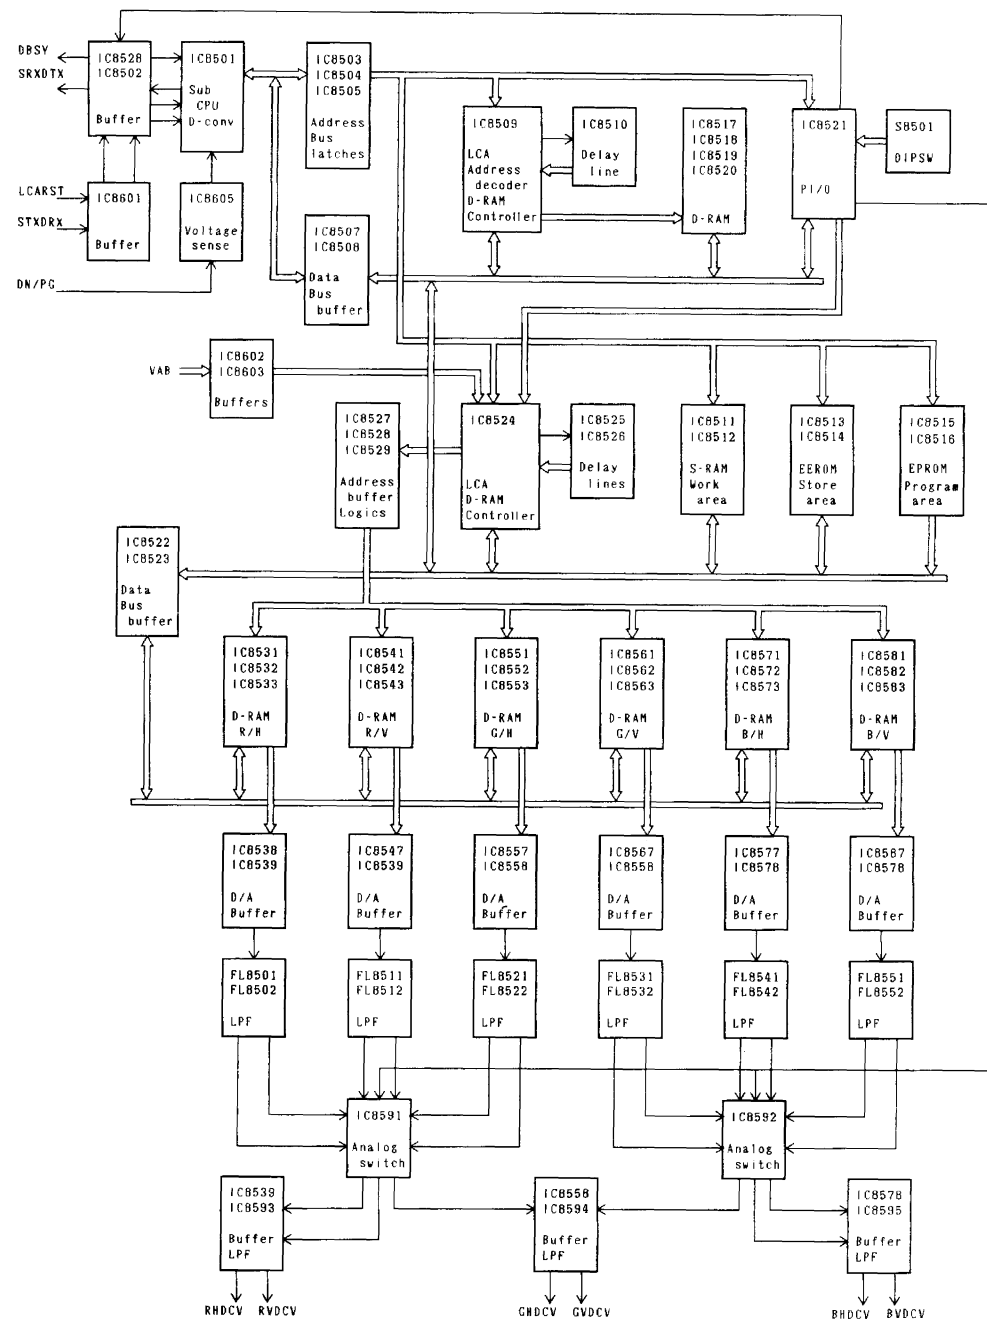 DBSY
SRXDTX
IC8528
IC8502
Buffer
IC8501
Sub
CPU
D-conv
IC8503
IC8504
IC8505
Address
Bus
latches
IC8509
LCA
Address
decoder
D-RAM
Controller
IC8510
Delay
line
IC8517
IC8518
IC8519
IC8520
D-RAM
IC8521
PI/O
S8501
DIPSW
LCARST
STXDRX
IC8601
Buffer
IC8605
Voltage
sense
DN/PG
IC8507
IC8508
Data
Bus
buffer
VAB
IC8602
IC8603
Buffers
IC8527
IC8528
IC8529
Address
buffer
Logics
IC8524
LCA
D-RAM
Controller
IC8525
IC8526
Delay
lines
IC8511
IC8512
S-RAM
Work
area
IC8513
IC8514
EEROM
Store
area
IC8515
IC8516
EPROM
Program
area
IC8522
IC8523
Data
Bus
buffer
IC8531
IC8532
IC8533
D-RAM
R/H
IC8541
IC8542
IC8543
D-RAM
R/V
IC8551
IC8552
IC8553
D-RAM
G/H
IC8561
IC8562
IC8563
D-RAM
G/V
IC8571
IC8572
IC8573
D-RAM
B/H
IC8581
IC8582
IC8583
D-RAM
B/V
IC8538
IC8539
D/A
Buffer
IC8547
IC8539
D/A
Buffer
IC8557
IC8558
D/A
Buffer
IC8567
IC8558
D/A
Buffer
IC8577
IC8578
D/A
Buffer
IC8587
IC8578
D/A
Buffer
FL8501
FL8502
LPF
FL8511
FL8512
LPF
FL8521
FL8522
LPF
FL8531
FL8532
LPF
FL8541
FL8542
LPF
FL8551
FL8552
LPF
IC8591
Analog
switch
IC8592
Analog
switch
IC8539
IC8593
Buffer
LPF
IC8558
IC8594
Buffer
LPF
IC8578
IC8595
Buffer
LPF
RHDCV RVDCV
GHDCV GVDCV
BHDCV BVDCV